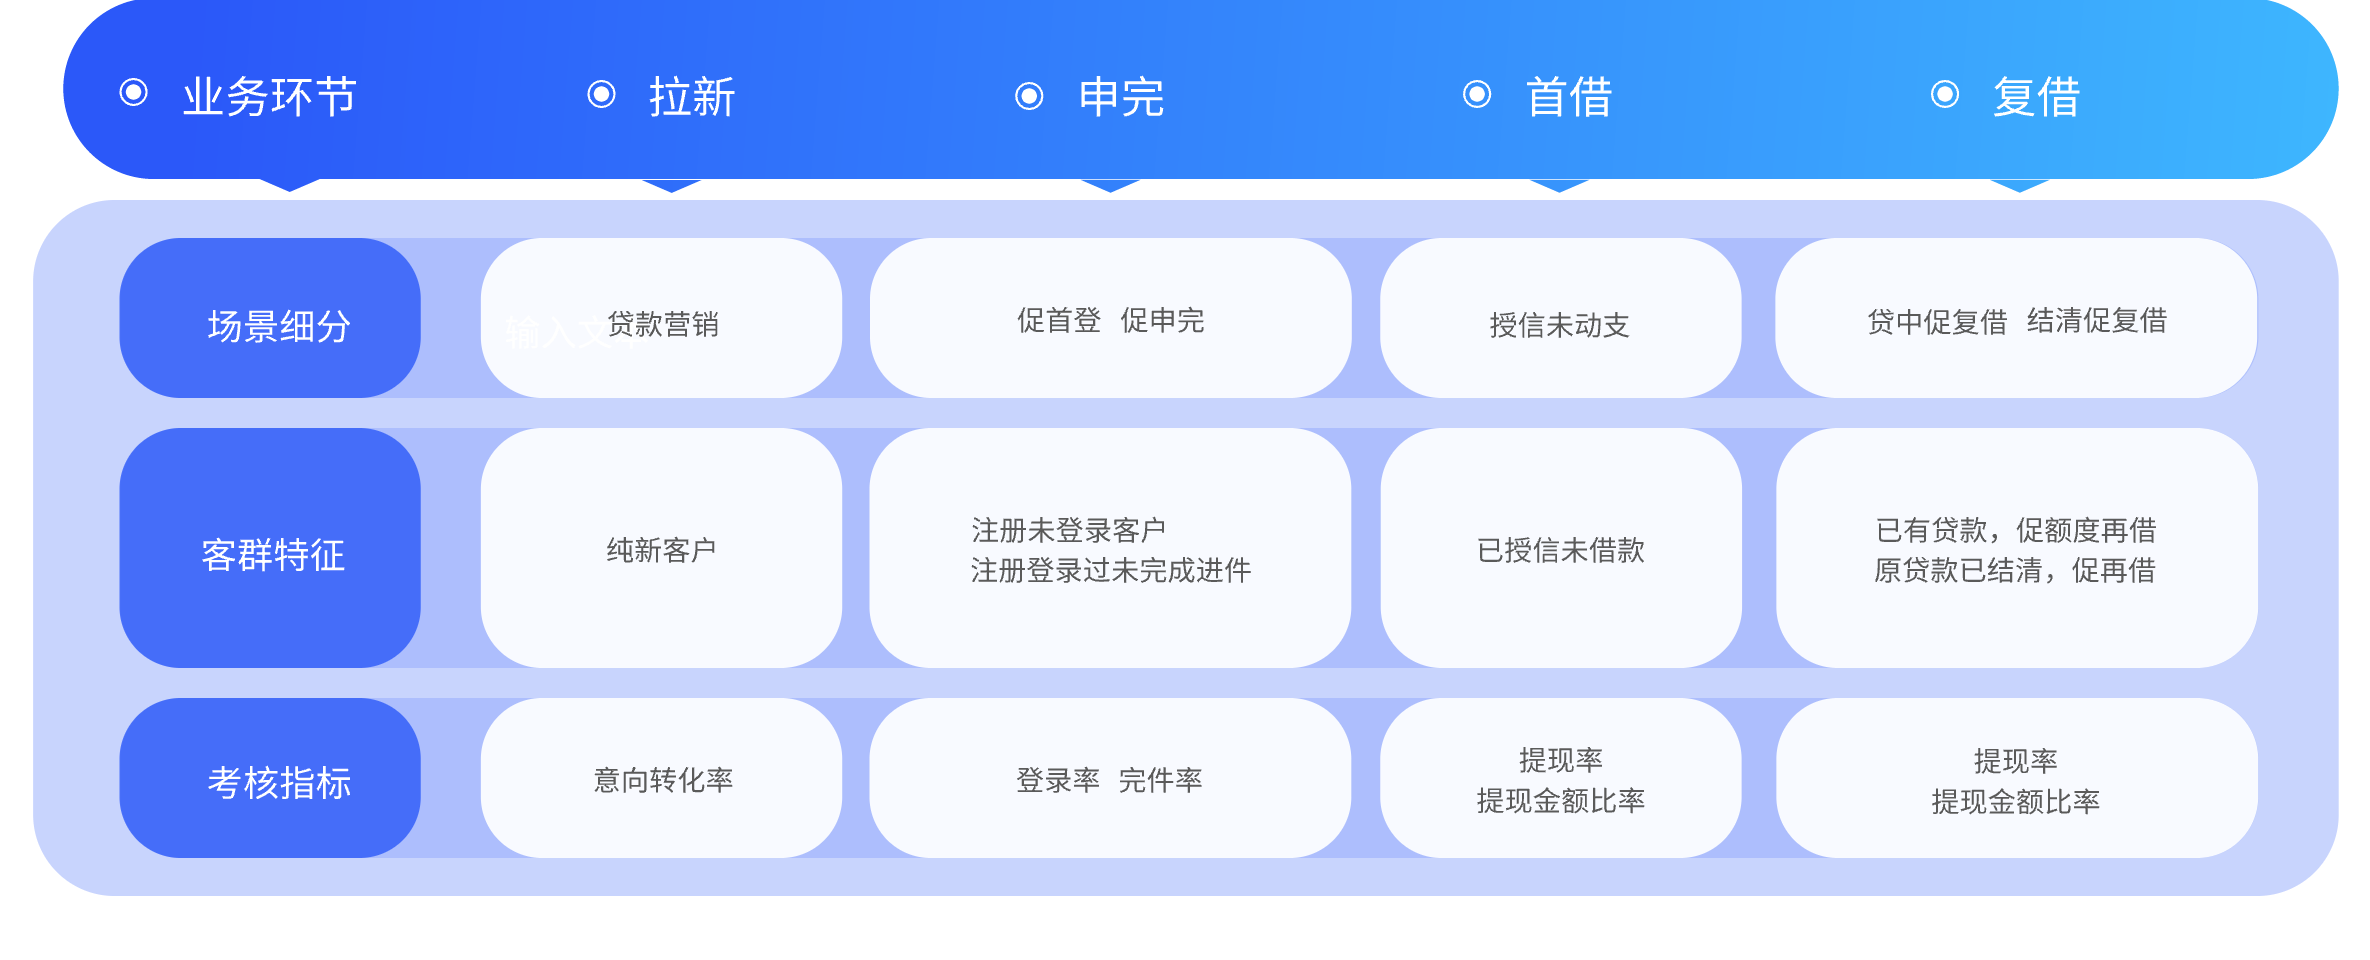 业务环节 拉新 申完 首借 复借
场景细分 输入文本 贷款营销 促首登 促申完 授信未动支 贷中促复借 结清促复借
客群特征 纯新客户 注册未登录客户 已授信未借款 已有贷款，促额度再借
注册登录过未完成进件 原贷款已结清，促再借
考核指标 意向转化率 登录率 完件率 提现率 提现率
提现金额比率 提现金额比率